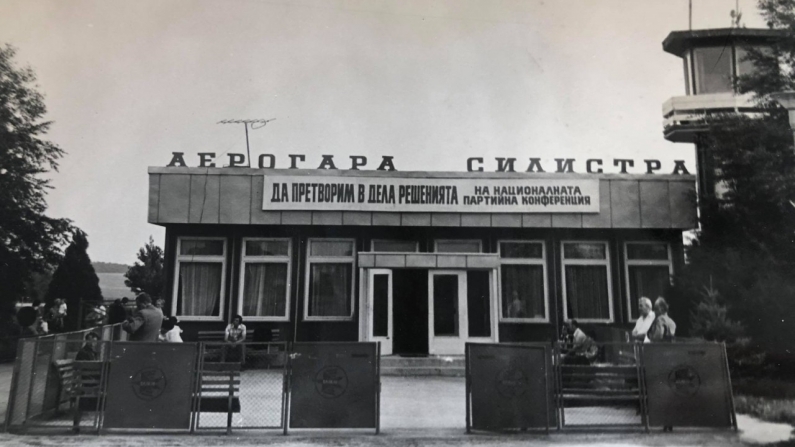 АЕРОГАРА СИЛИСТРА
ДА ПРЕТВОРИМ В ДЕЛА РЕШЕНИЯТА НА НАЦИОНАЛНАТА
ПАРТИЙНА КОНФЕРЕНЦИЯ